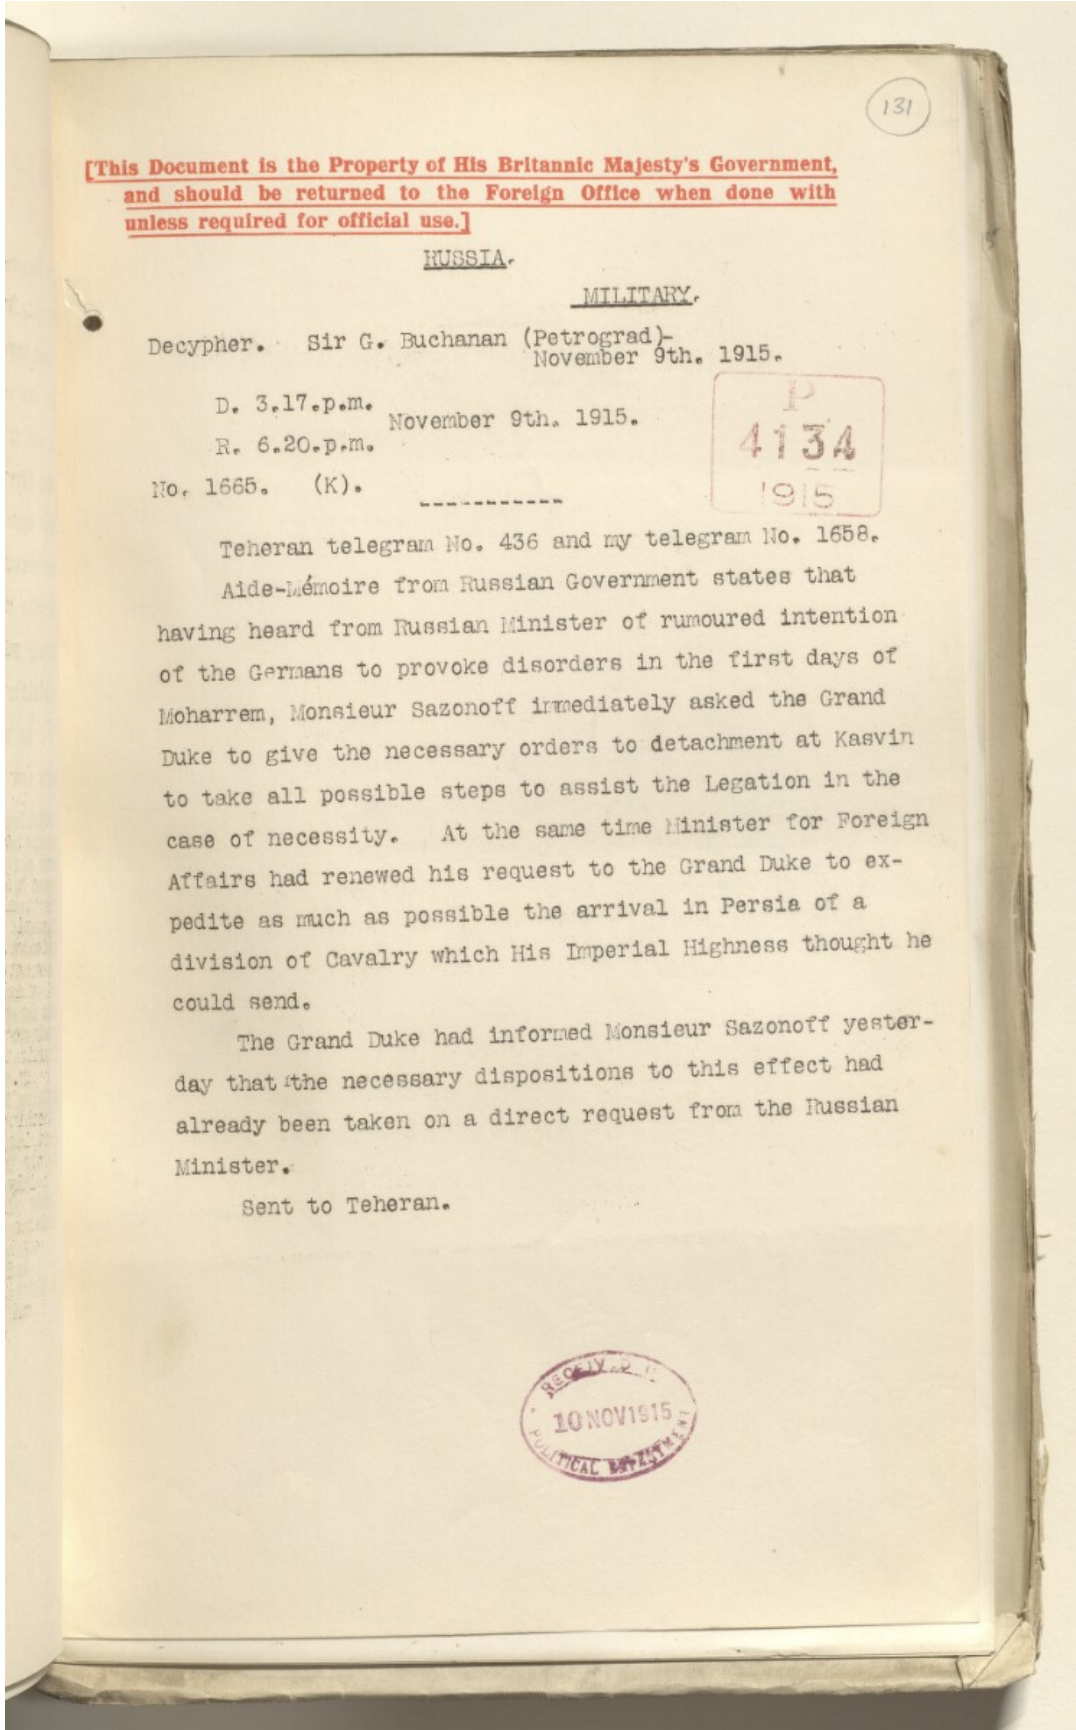 131
[This Document is the Property of His Britannic Majesty's Government,
and should be returned to the Foreign Office when done with
unless required for official use.]
RUSSIA.
MILITARY.
Decypher. Sir G. Buchanan (Petrograd)-
November 9th. 1915.
D. 3.17.p.m.
November 9th. 1915.
R. 6.20.p.m.
P
4134
1915
No. 1665. (K).
-----------
Teheran telegram No. 436 and my telegram No. 1658.
Aide-Mémoire from Russian Government states that
having heard from Russian Minister of rumoured intention
of the Germans to provoke disorders in the first days of
Moharrem, Monsieur Sazonoff immediately asked the Grand
Duke to give the necessary orders to detachment at Kasvin
to take all possible steps to assist the Legation in the
case of necessity. At the same time Minister for Foreign
Affairs had renewed his request to the Grand Duke to ex-
pedite as much as possible the arrival in Persia of a
division of Cavalry which His Imperial Highness thought he
could send.
The Grand Duke had informed Monsieur Sazonoff yester-
day that the necessary dispositions to this effect had
already been taken on a direct request from the Russian
Minister.
Sent to Teheran.
10 NOV 1915
POLITICAL DEPARTMENT